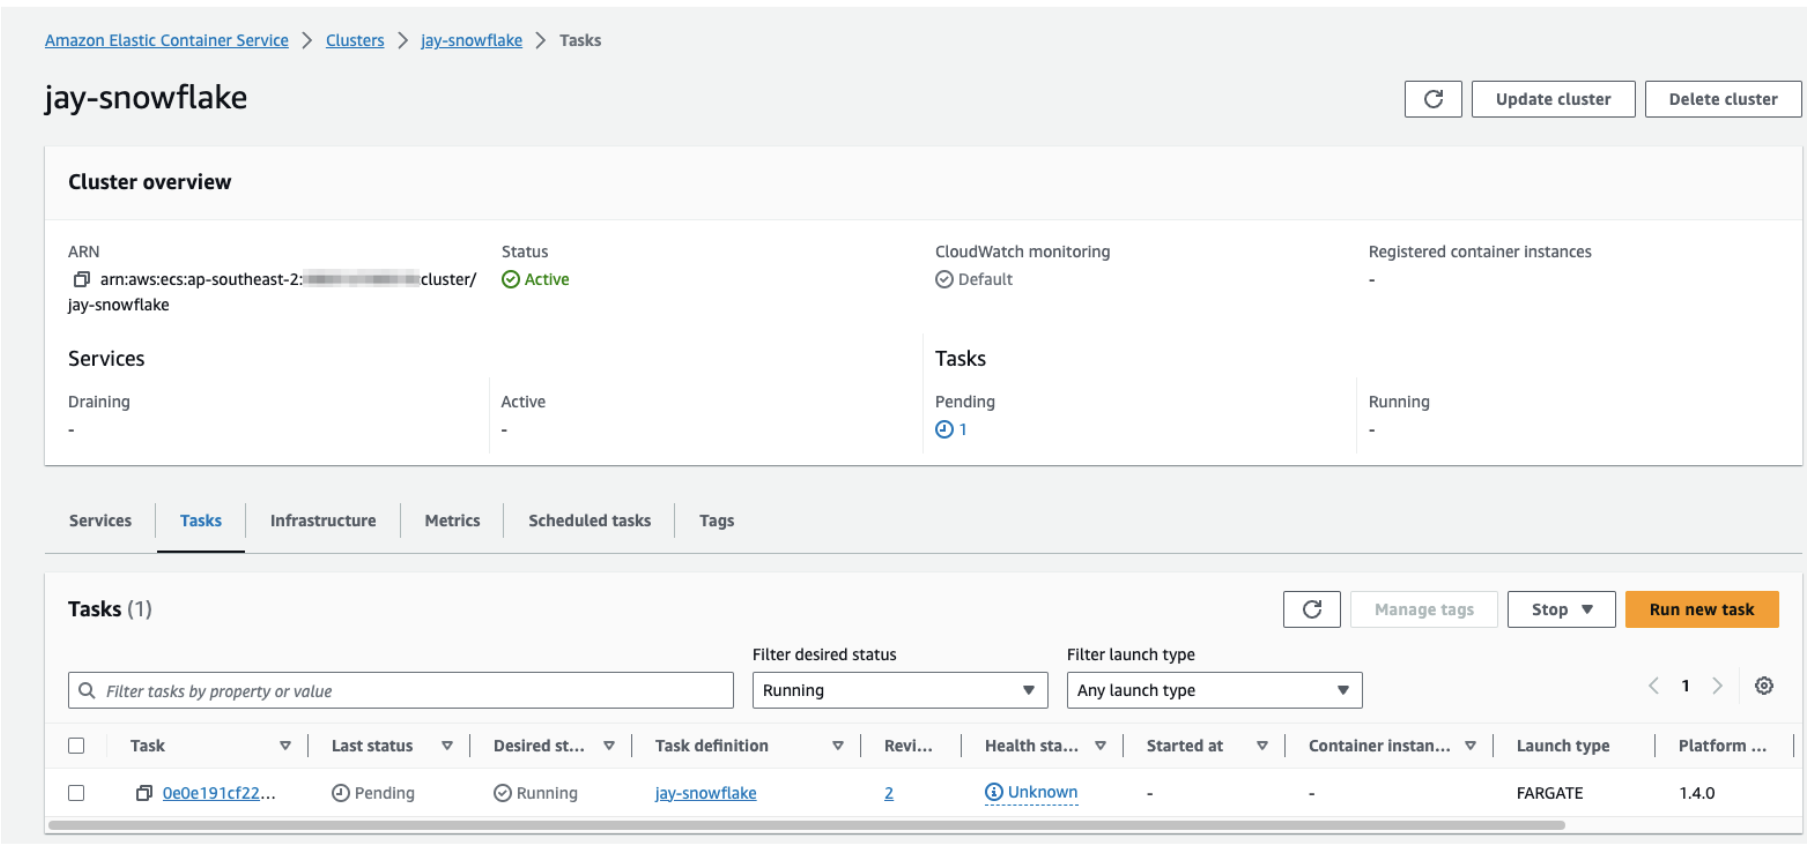 Amazon Elastic Container Service > Clusters > jay-snowflake > Tasks
jay-snowflake
Update cluster
Delete cluster
Cluster overview
ARN
arn:aws:ecs:ap-southeast-2: cluster/
jay-snowflake
Status
Active
CloudWatch monitoring
Default
Registered container instances
-
Services
Draining
-
Active
-
Tasks
Pending
1
Running
-
Services Tasks Infrastructure Metrics Scheduled tasks Tags
Tasks (1)
Manage tags
Stop
Run new task
Filter desired status
Filter launch type
Filter tasks by property or value
Running
Any launch type
1
Task Last status Desired st... Task definition Revi... Health sta... Started at Container instan... Launch type Platform ...
0e0e191cf22... Pending Running jay-snowflake 2 Unknown - - FARGATE 1.4.0